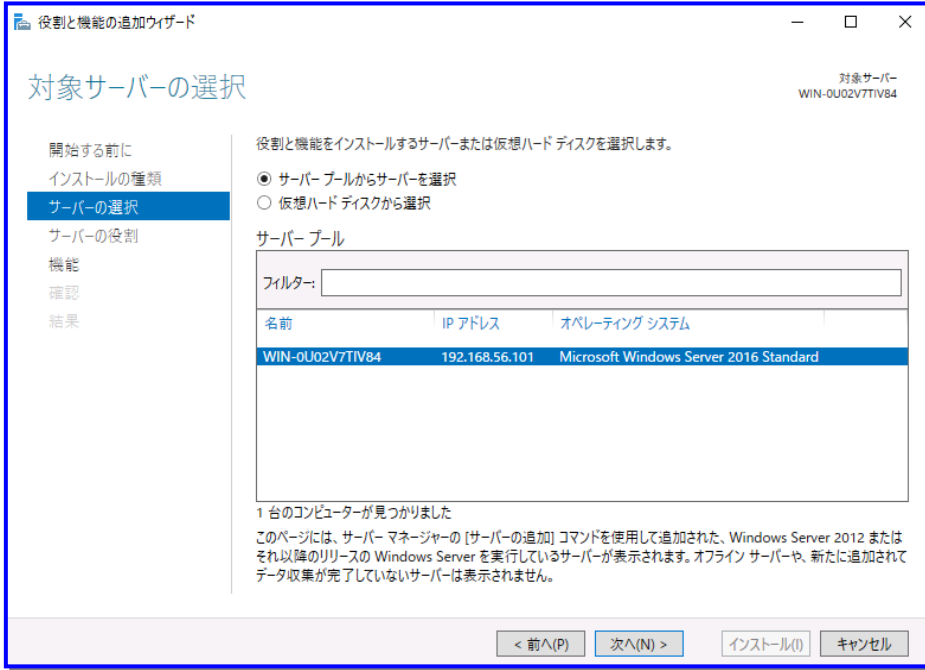 役割と機能の追加ウィザード
対象サーバーの選択
対象サーバー
WIN-0U02V7TIV84
開始する前に
インストールの種類
サーバーの選択
サーバーの役割
機能
確認
結果
役割と機能をインストールするサーバーまたは仮想ハード ディスクを選択します。
サーバー プールからサーバーを選択
仮想ハード ディスクから選択
サーバー プール
フィルター:
名前 IP アドレス オペレーティング システム
WIN-0U02V7TIV84 192.168.56.101 Microsoft Windows Server 2016 Standard
1 台のコンピューターが見つかりました
このページには、サーバー マネージャーの [サーバーの追加] コマンドを使用して追加された、Windows Server 2012 または
それ以降のリリースの Windows Server を実行しているサーバーが表示されます。オフライン サーバーや、新たに追加されて
データ収集が完了していないサーバーは表示されません。
< 前へ(P) 次へ(N) > インストール(I) キャンセル